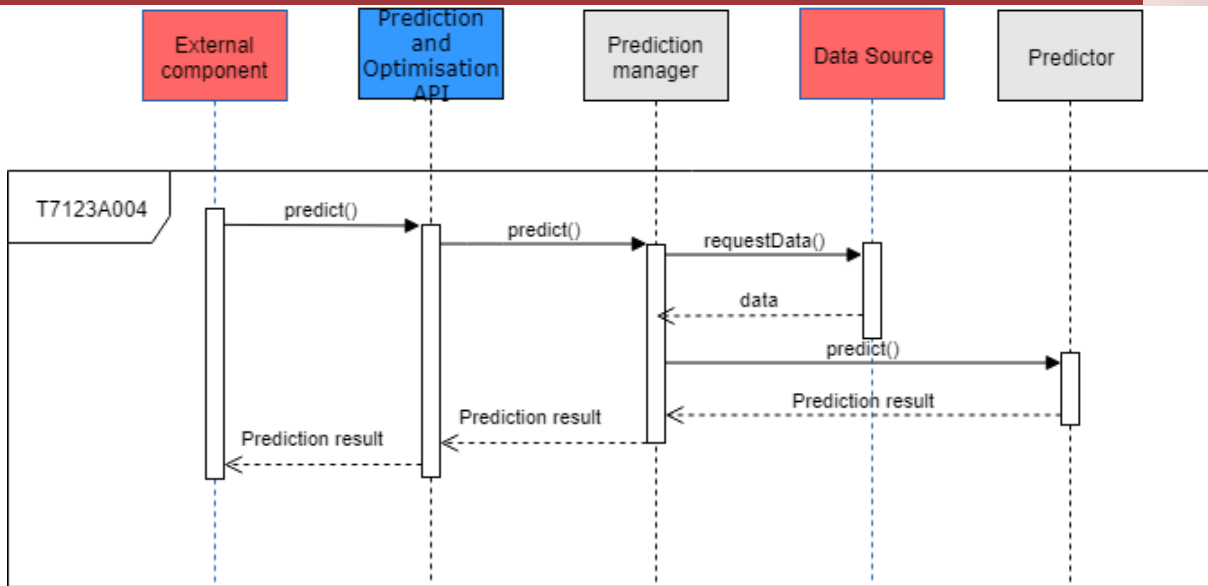 External
component
Prediction
and
Optimisation
API
Prediction
manager
Data Source
Predictor
T7123A004
predict()
predict()
requestData()
data
predict()
Prediction result
Prediction result
Prediction result